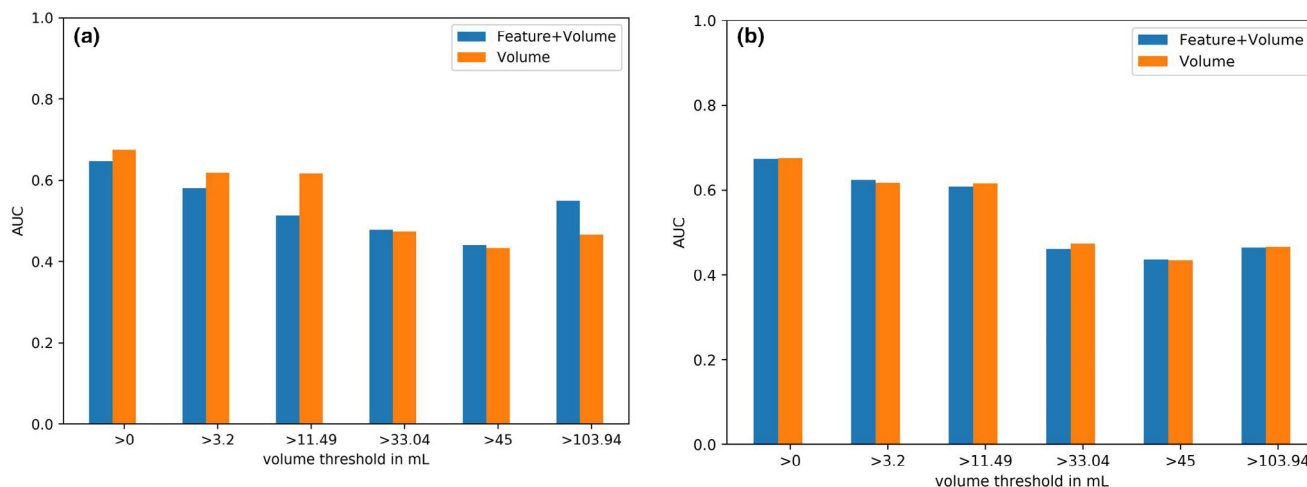 (a)
Feature+Volume
Volume
1.0
0.8
0.6
0.4
0.2
0.0
AUC
>0 >3.2 >11.49 >33.04 >45 >103.94
volume threshold in mL
(b)
Feature+Volume
Volume
1.0
0.8
0.6
0.4
0.2
0.0
AUC
>0 >3.2 >11.49 >33.04 >45 >103.94
volume threshold in mL